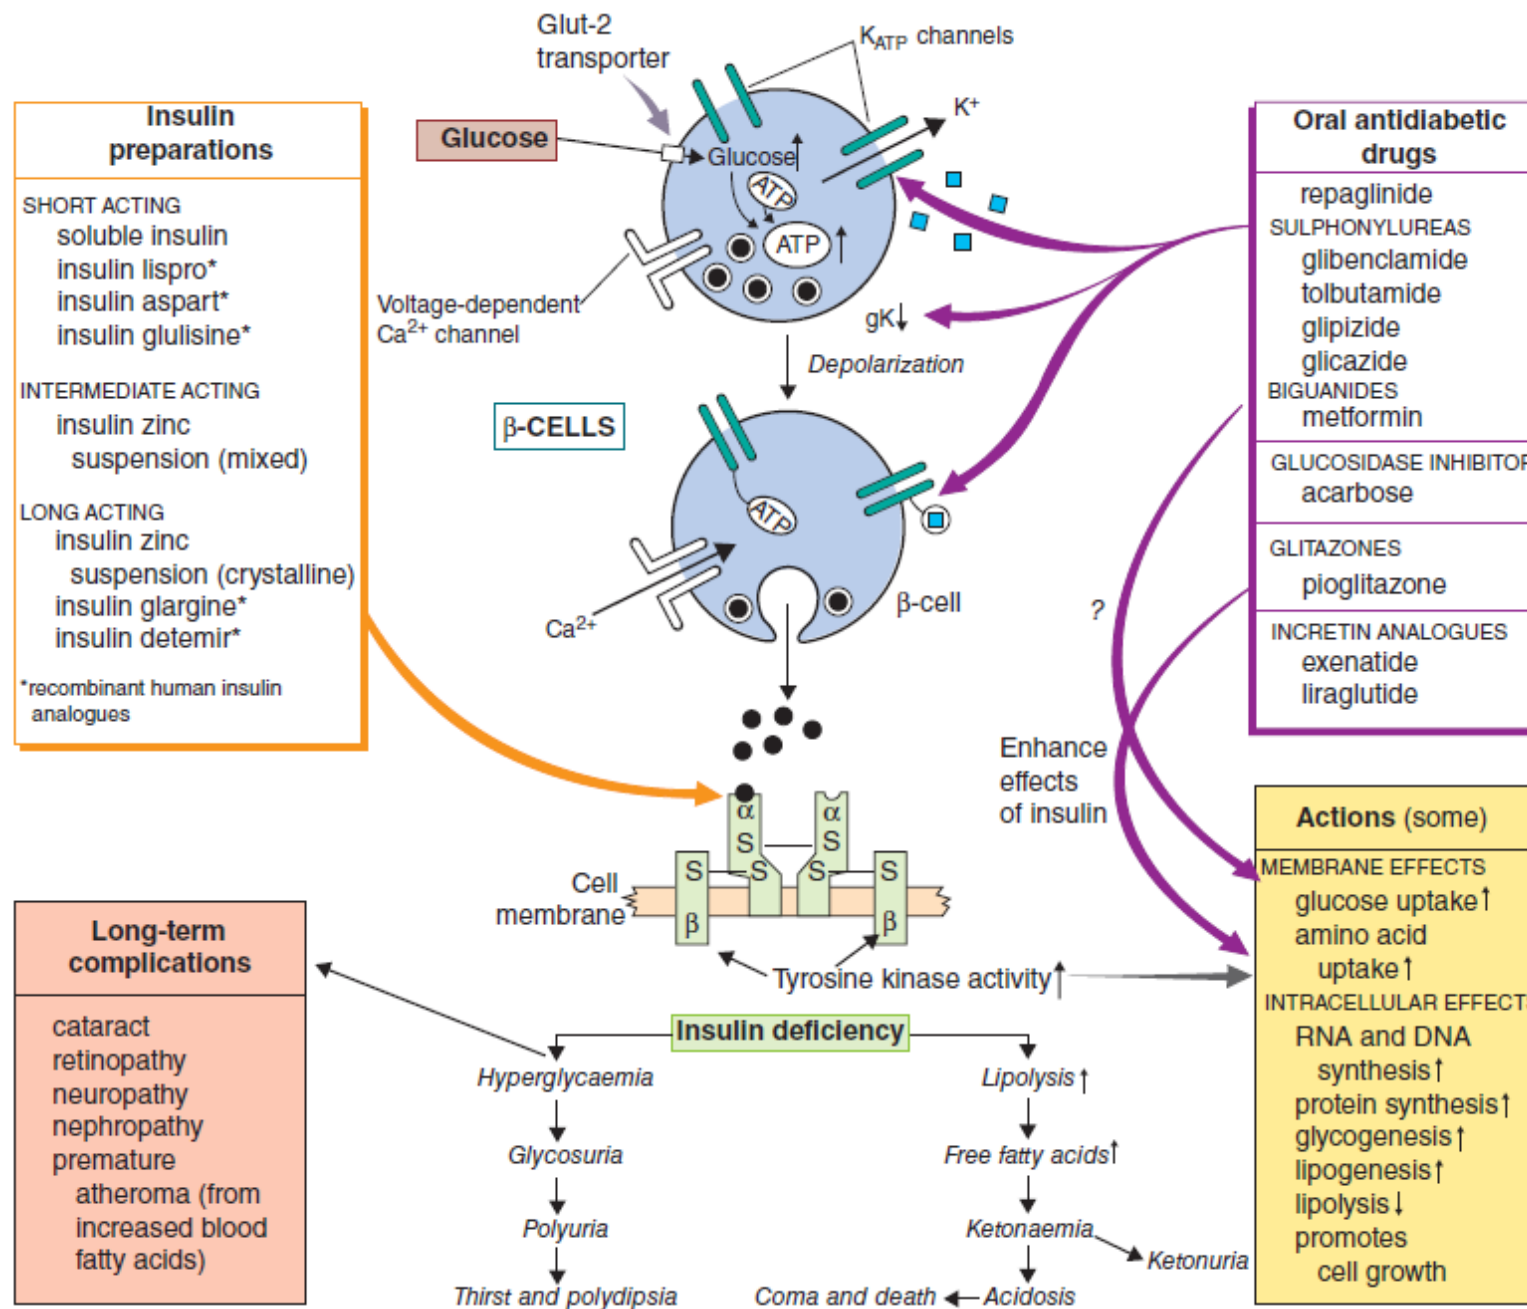 Glut-2
transporter
K_ATP channels
K+
Glucose
Glucose↑
ATP
ATP ↑
Voltage-dependent
Ca2+ channel
gK↓
Depolarization
β-CELLS
ATP
Ca2+
β-cell
Insulin
preparations
SHORT ACTING
soluble insulin
insulin lispro*
insulin aspart*
insulin glulisine*
INTERMEDIATE ACTING
insulin zinc
suspension (mixed)
LONG ACTING
insulin zinc
suspension (crystalline)
insulin glargine*
insulin detemir*
*recombinant human insulin
analogues
Oral antidiabetic
drugs
repaglinide
SULPHONYLUREAS
glibenclamide
tolbutamide
glipizide
glicazide
BIGUANIDES
metformin
GLUCOSIDASE INHIBITOR
acarbose
GLITAZONES
pioglitazone
INCRETIN ANALOGUES
exenatide
liraglutide
?
Enhance
effects
of insulin
α
α
S
S
S
S
S
S
β
β
Cell
membrane
Tyrosine kinase activity↑
Actions (some)
MEMBRANE EFFECTS
glucose uptake↑
amino acid
uptake↑
INTRACELLULAR EFFECT
RNA and DNA
synthesis↑
protein synthesis↑
glycogenesis↑
lipogenesis↑
lipolysis↓
promotes
cell growth
Long-term
complications
cataract
retinopathy
neuropathy
nephropathy
premature
atheroma (from
increased blood
fatty acids)
Insulin deficiency
Hyperglycaemia
Glycosuria
Polyuria
Thirst and polydipsia
Lipolysis↑
Free fatty acids↑
Ketonaemia
Ketonuria
Acidosis
Coma and death